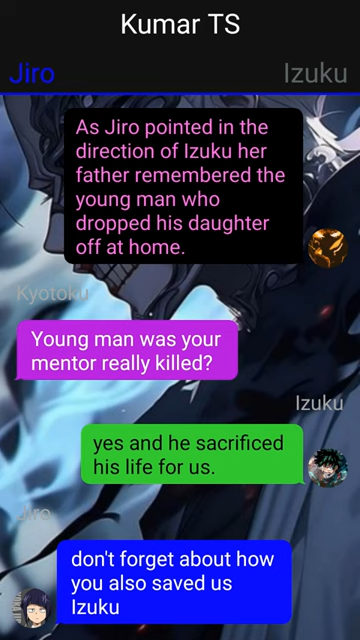 Kumar TS
Jiro Izuku
As Jiro pointed in the
direction of Izuku her
father remembered the
young man who
dropped his daughter
off at home.
Kyotoku
Young man was your
mentor really killed?
Izuku
yes and he sacrificed
his life for us.
Jiro
don't forget about how
you also saved us
Izuku